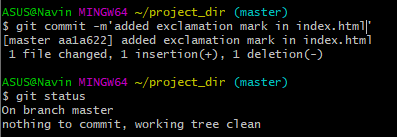 ASUS@Navin MINGW64 ~/project_dir (master)
$ git commit -m'added exclamation mark in index.html'
[master aa1a622] added exclamation mark in index.html
 1 file changed, 1 insertion(+), 1 deletion(-)

ASUS@Navin MINGW64 ~/project_dir (master)
$ git status
On branch master
nothing to commit, working tree clean